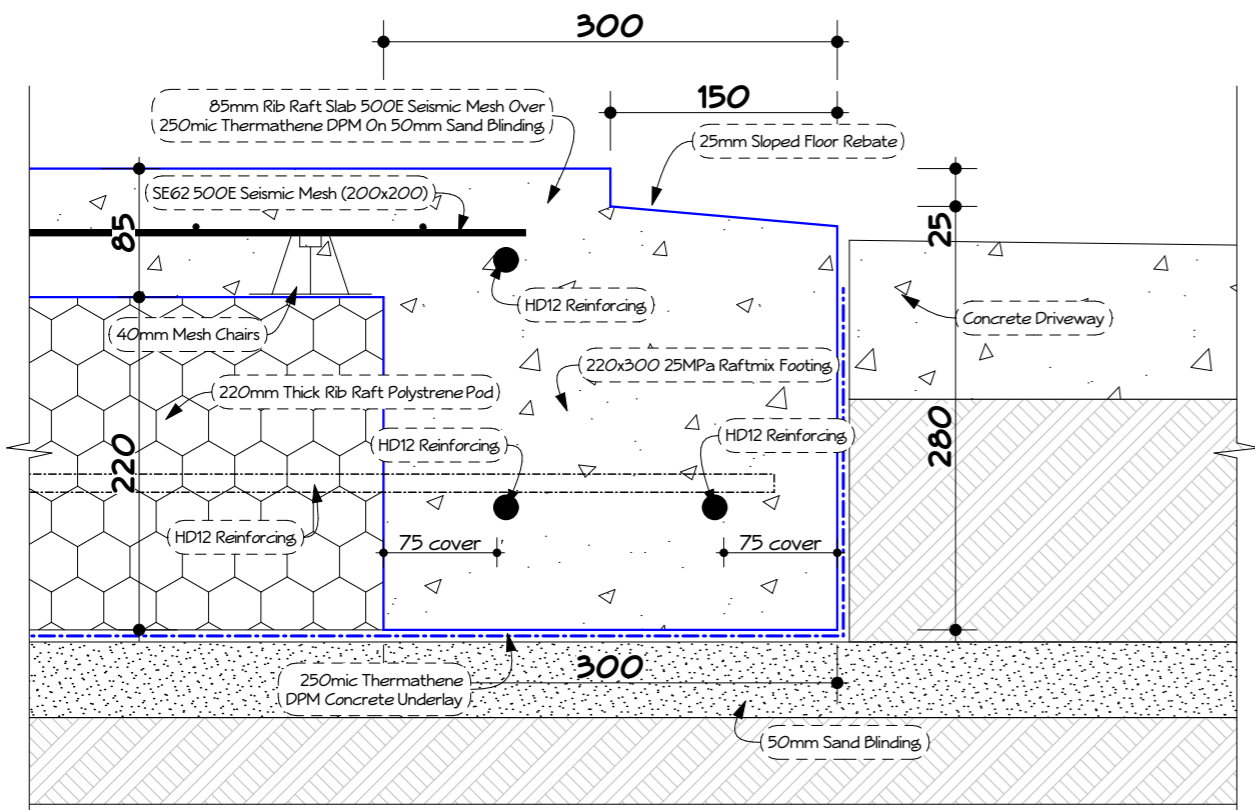 300
150
85mm Rib Raft Slab 500E Seismic Mesh Over
250mic Thermathene DPM On 50mm Sand Blinding
25mm Sloped Floor Rebate
SE62 500E Seismic Mesh (200x200)
85
25
HD12 Reinforcing
Concrete Driveway
40mm Mesh Chairs
220x300 25MPa Raftmix Footing
220mm Thick Rib Raft Polystrene Pod
HD12 Reinforcing
HD12 Reinforcing
220
280
HD12 Reinforcing
75 cover
75 cover
300
250mic Thermathene
DPM Concrete Underlay
50mm Sand Blinding